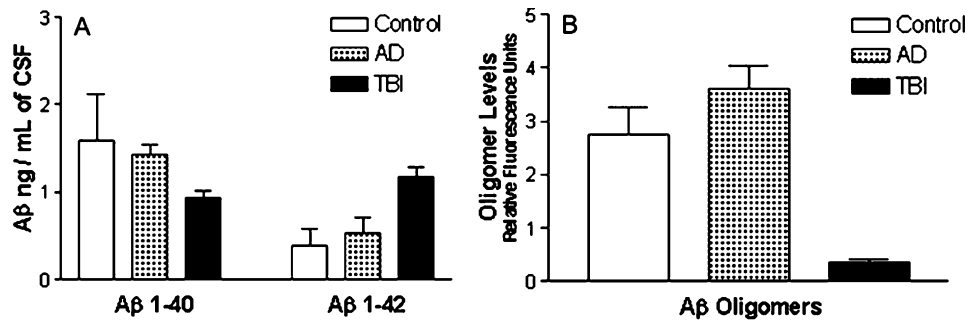 A
Control
AD
TBI
Aβ ng / mL of CSF
3
2
1
0
Aβ 1-40
Aβ 1-42
B
Control
AD
TBI
Oligomer Levels
Relative Fluorescence Units
5
4
3
2
1
0
Aβ Oligomers